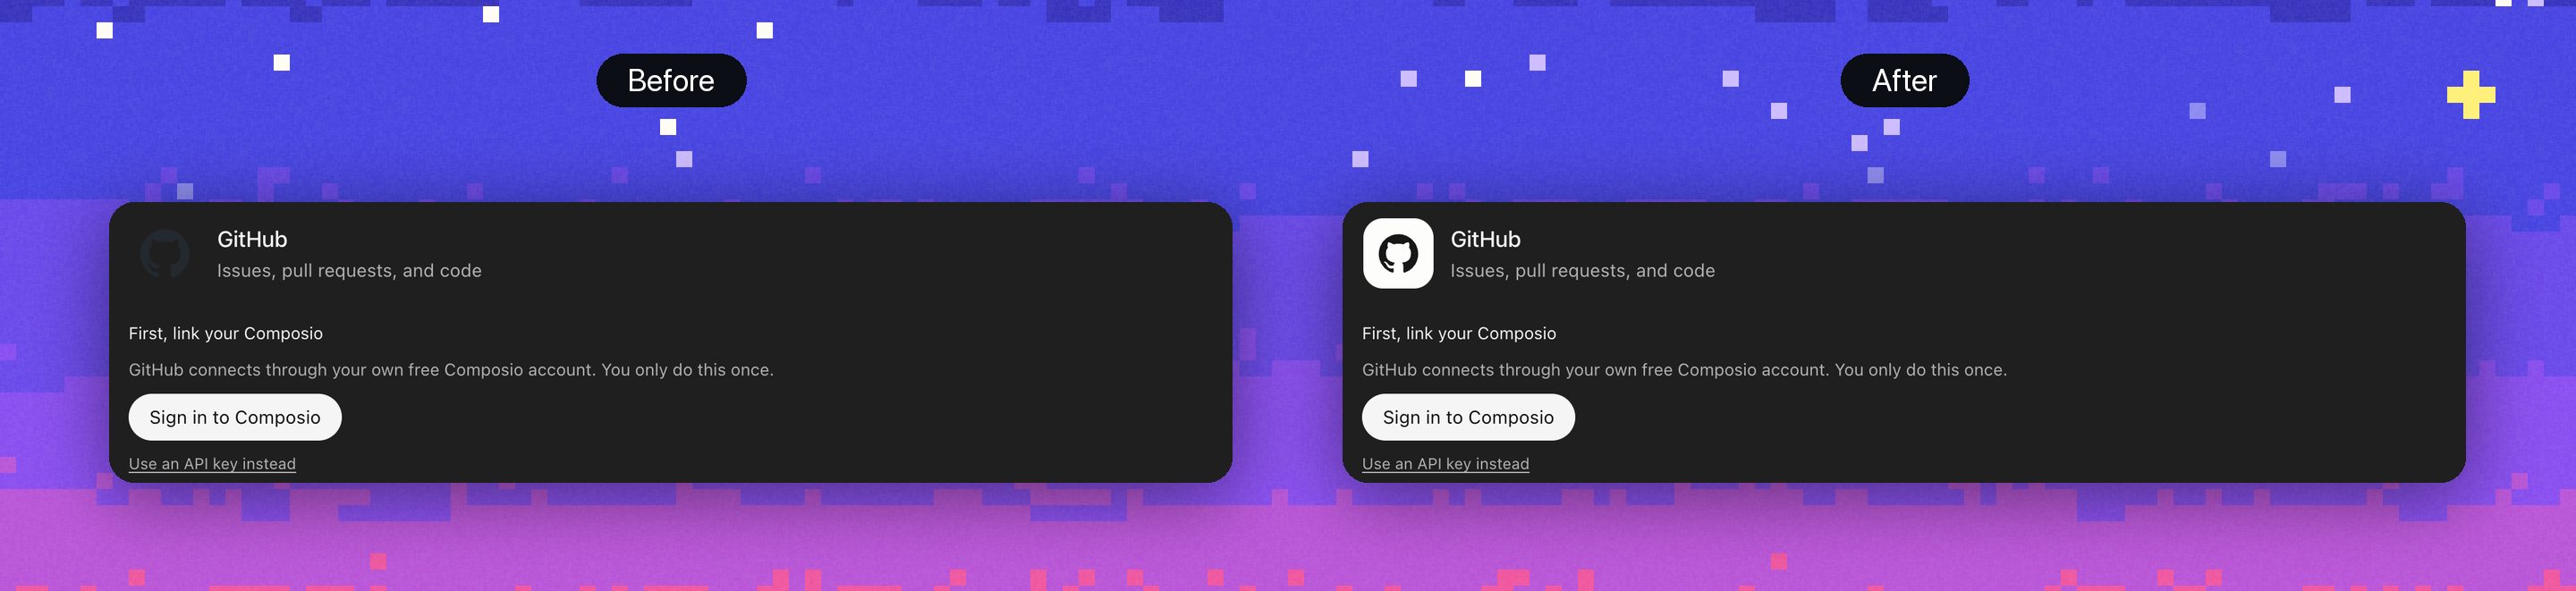 Before
GitHub
Issues, pull requests, and code
First, link your Composio
GitHub connects through your own free Composio account. You only do this once.
Sign in to Composio
Use an API key instead
After
GitHub
Issues, pull requests, and code
First, link your Composio
GitHub connects through your own free Composio account. You only do this once.
Sign in to Composio
Use an API key instead